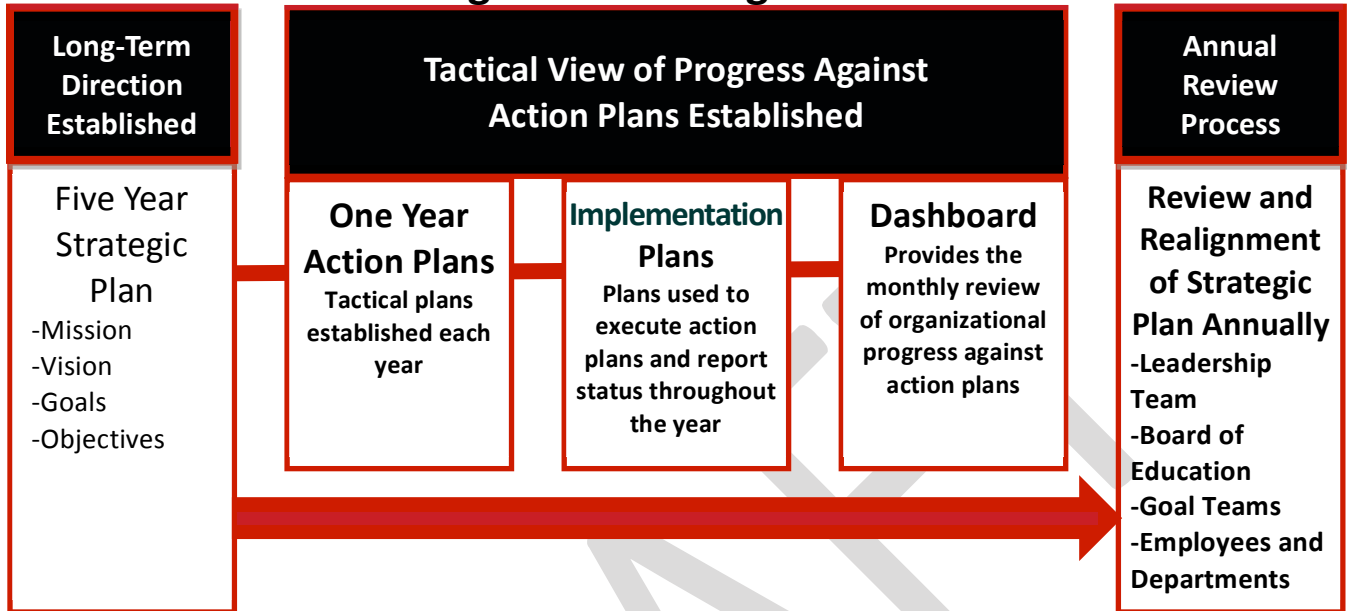 Long-Term
Direction
Established
Tactical View of Progress Against
Action Plans Established
Annual
Review
Process
Five Year
Strategic
Plan
-Mission
-Vision
-Goals
-Objectives
One Year
Action Plans
Tactical plans
established each
year
Implementation
Plans
Plans used to
execute action
plans and report
status throughout
the year
Dashboard
Provides the
monthly review
of organizational
progress against
action plans
Review and
Realignment
of Strategic
Plan Annually
-Leadership
Team
-Board of
Education
-Goal Teams
-Employees and
Departments